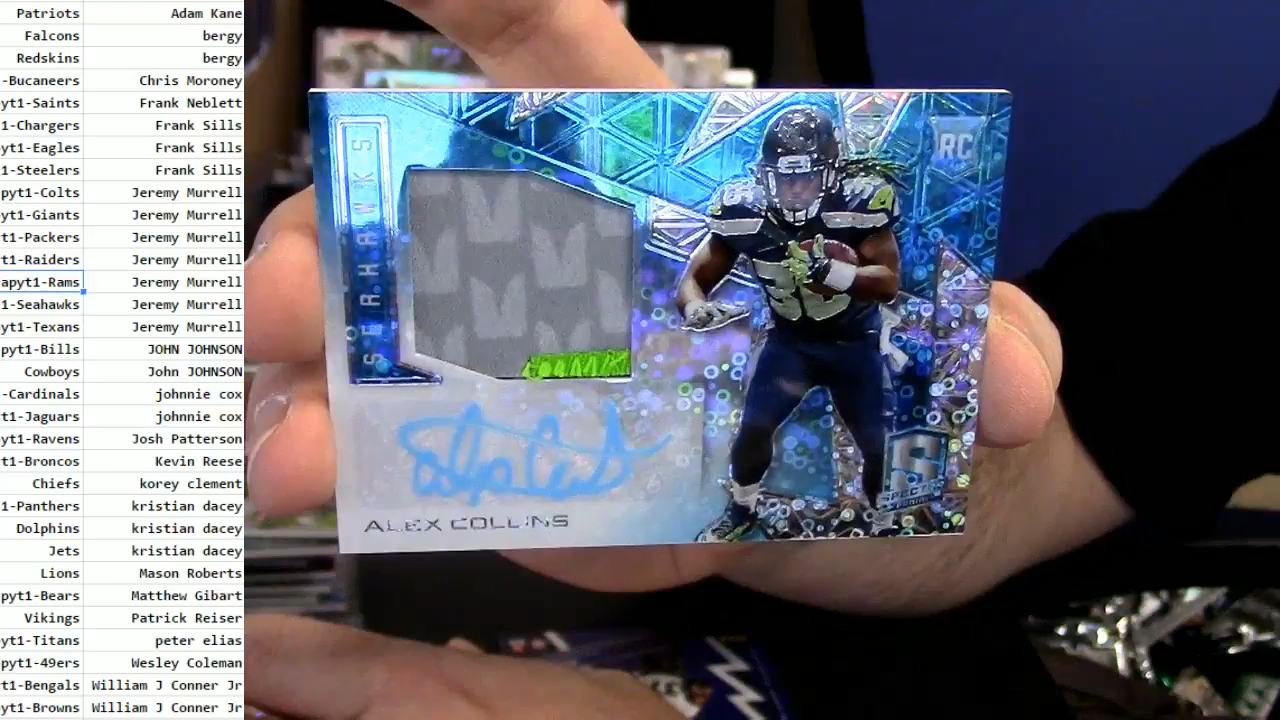 Patriots Adam Kane
Falcons bergy
Redskins bergy
-Bucaneers Chris Moroney
yt1-Saints Frank Neblett
1-Chargers Frank Sills
1-Eagles Frank Sills
1-Steelers Frank Sills
pyt1-Colts Jeremy Murrell
yt1-Giants Jeremy Murrell
t1-Packers Jeremy Murrell
t1-Raiders Jeremy Murrell
apyt1-Rams Jeremy Murrell
1-Seahawks Jeremy Murrell
yt1-Texans Jeremy Murrell
pyt1-Bills JOHN JOHNSON
Cowboys John JOHNSON
-Cardinals johnnie cox
t1-Jaguars johnnie cox
yt1-Ravens Josh Patterson
t1-Broncos Kevin Reese
Chiefs korey clement
1-Panthers kristian dacey
Dolphins kristian dacey
Jets kristian dacey
Lions Mason Roberts
pyt1-Bears Matthew Gibart
Vikings Patrick Reiser
yt1-Titans peter elias
pyt1-49ers Wesley Coleman
t1-Bengals William J Conner Jr
yt1-Browns William J Conner Jr
SEAHAWKS
RC
ALEX COLLINS
SPECTRA